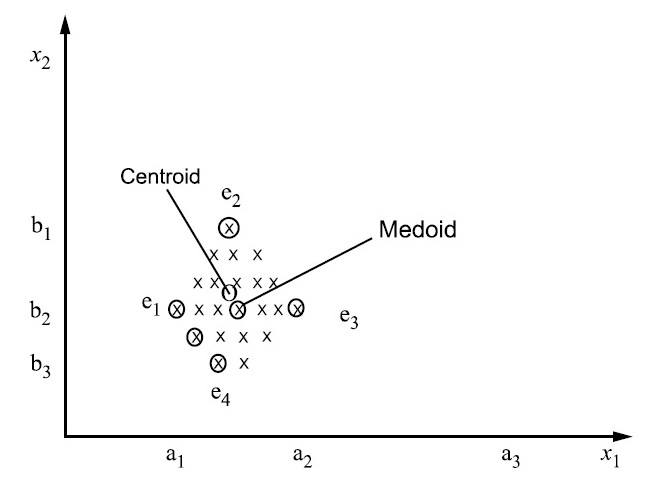 x₂
Centroid
e₂
b₁
Medoid
x
x x x
x x x x x
e₁ x x x x x x x e₃
b₂
x x x x
b₃
x x
e₄
a₁ a₂ a₃ x₁